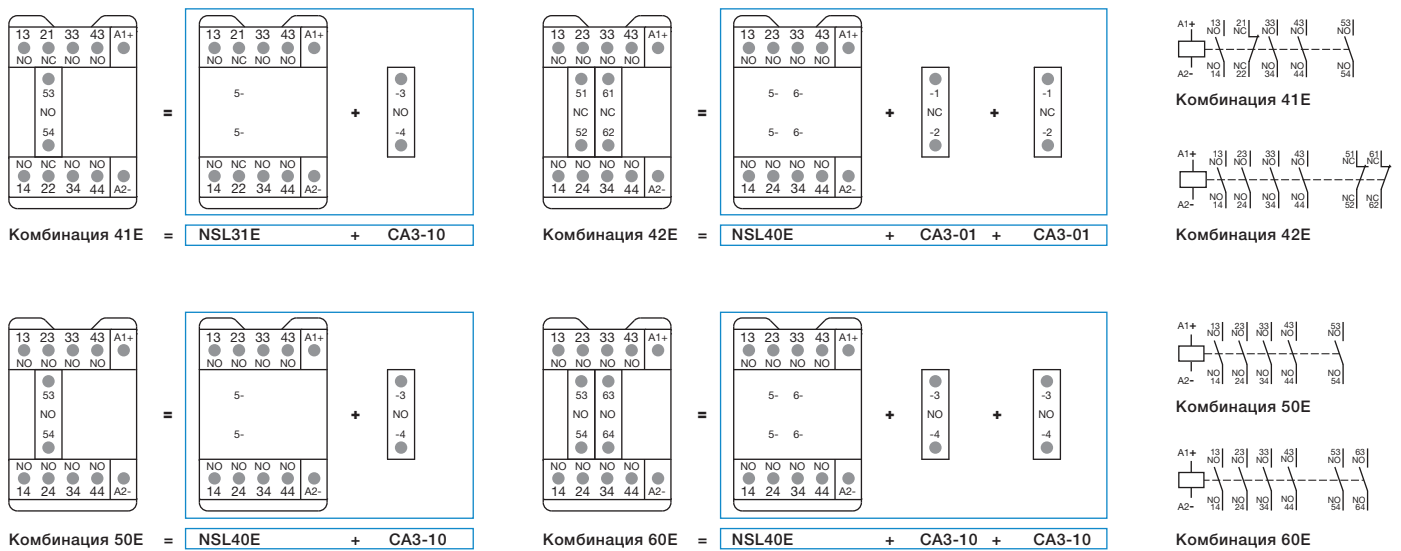 13 21 33 43 A1+
NO NC NO NO
53
NO
54
NO NC NO NO
14 22 34 44 A2-
=
13 21 33 43 A1+
NO NC NO NO
5-
5-
NO NC NO NO
14 22 34 44 A2-
+
-3
NO
-4
Комбинация 41E = NSL31E + CA3-10
13 23 33 43 A1+
NO NO NO NO
51 61
NC NC
52 62
NO NO NO NO
14 24 34 44 A2-
=
13 23 33 43 A1+
NO NO NO NO
5- 6-
5- 6-
NO NO NO NO
14 24 34 44 A2-
+
-1
NC
-2
+
-1
NC
-2
Комбинация 42E = NSL40E + CA3-01 + CA3-01
A1+ 13 21 33 43 53
NO NC NO NO NO
NO NC NO NO NO
A2- 14 22 34 44 54
Комбинация 41E
A1+ 13 23 33 43 51 61
NO NO NO NO NC NC
NO NO NO NO NC NC
A2- 14 24 34 44 52 62
Комбинация 42E
13 23 33 43 A1+
NO NO NO NO
53
NO
54
NO NO NO NO
14 24 34 44 A2-
=
13 23 33 43 A1+
NO NO NO NO
5-
5-
NO NO NO NO
14 24 34 44 A2-
+
-3
NO
-4
Комбинация 50E = NSL40E + CA3-10
13 23 33 43 A1+
NO NO NO NO
53 63
NO NO
54 64
NO NO NO NO
14 24 34 44 A2-
=
13 23 33 43 A1+
NO NO NO NO
5- 6-
5- 6-
NO NO NO NO
14 24 34 44 A2-
+
-3
NO
-4
+
-3
NO
-4
Комбинация 60E = NSL40E + CA3-10 + CA3-10
A1+ 13 23 33 43 53
NO NO NO NO NO
NO NO NO NO NO
A2- 14 24 34 44 54
Комбинация 50E
A1+ 13 23 33 43 53 63
NO NO NO NO NO NO
NO NO NO NO NO NO
A2- 14 24 34 44 54 64
Комбинация 60E